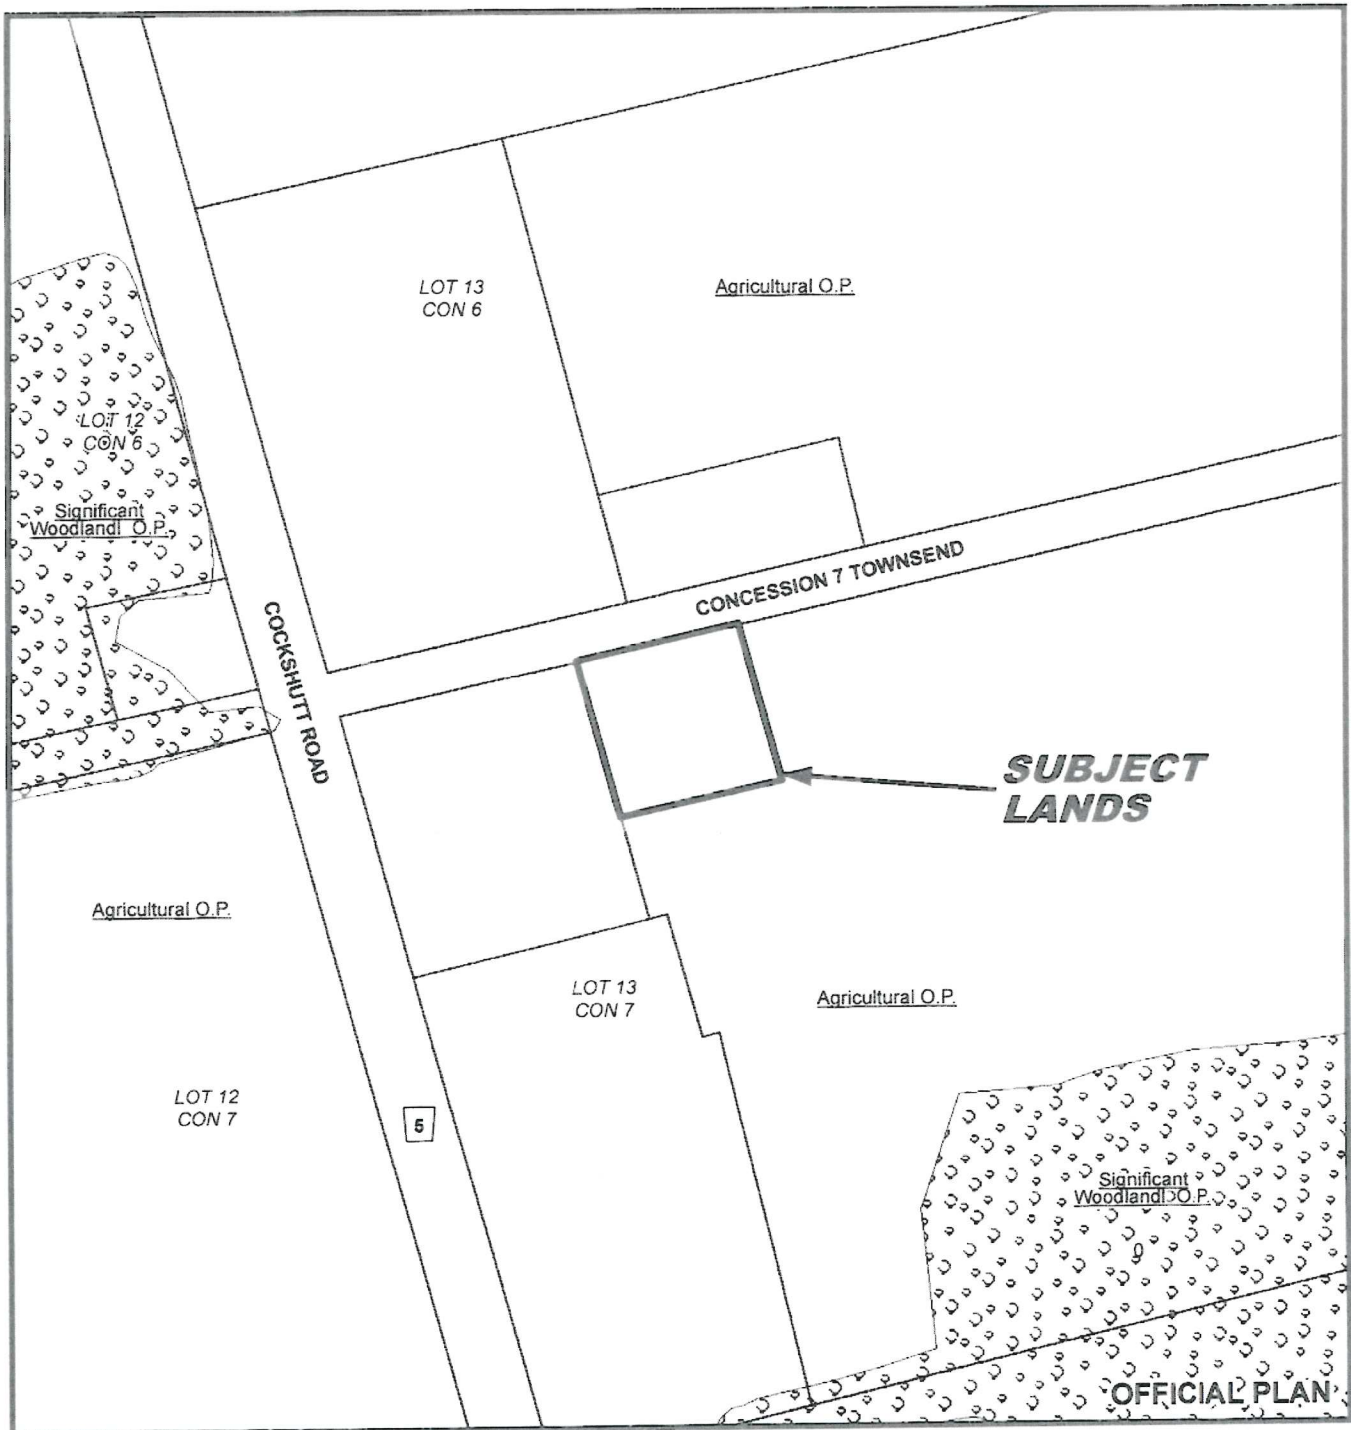 LOT 13
CON 6
Agricultural O.P.
LOT 12
CON 6
Significant
Woodland O.P.
CONCESSION 7 TOWNSEND
COCKSHUTT ROAD
SUBJECT
LANDS
Agricultural O.P.
LOT 13
CON 7
Agricultural O.P.
LOT 12
CON 7
5
Significant
Woodland O.P.
OFFICIAL PLAN